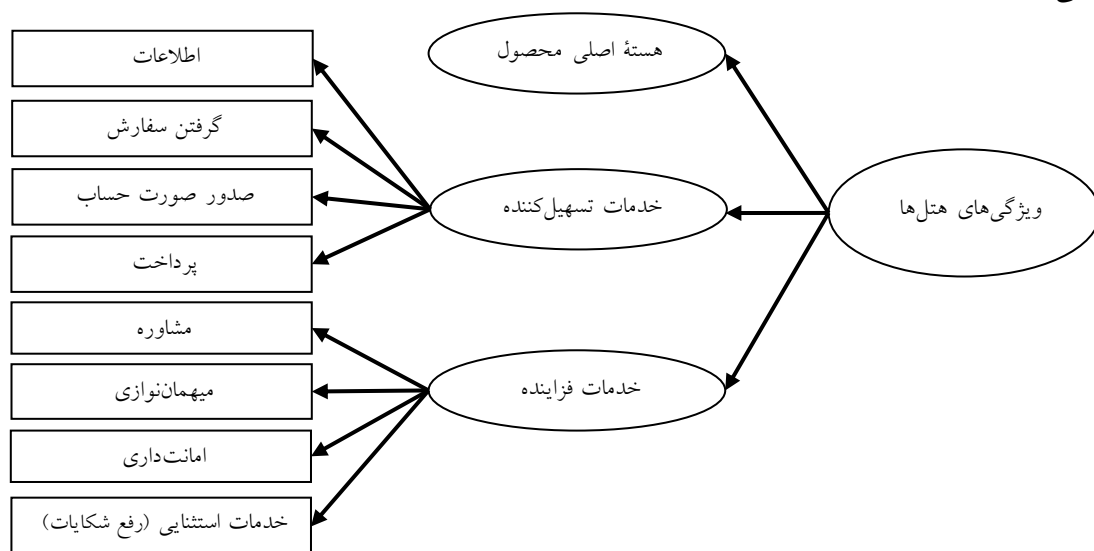 هستهٔ اصلی محصول
اطلاعات
گرفتن سفارش
ویژگی‌های هتل‌ها
خدمات تسهیل‌کننده
صدور صورت حساب
پرداخت
مشاوره
خدمات فزاینده
میهمان‌نوازی
امانت‌داری
خدمات استثنایی (رفع شکایات)